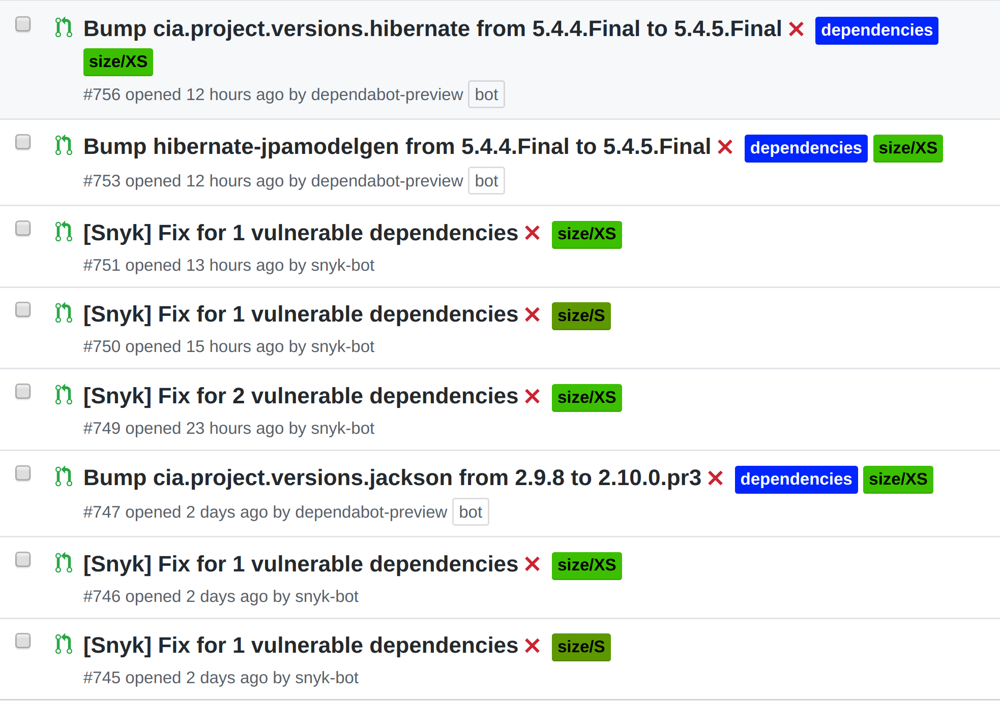 Bump cia.project.versions.hibernate from 5.4.4.Final to 5.4.5.Final dependencies
size/XS
#756 opened 12 hours ago by dependabot-preview bot
Bump hibernate-jpamodelgen from 5.4.4.Final to 5.4.5.Final dependencies size/XS
#753 opened 12 hours ago by dependabot-preview bot
[Snyk] Fix for 1 vulnerable dependencies size/XS
#751 opened 13 hours ago by snyk-bot
[Snyk] Fix for 1 vulnerable dependencies size/S
#750 opened 15 hours ago by snyk-bot
[Snyk] Fix for 2 vulnerable dependencies size/XS
#749 opened 23 hours ago by snyk-bot
Bump cia.project.versions.jackson from 2.9.8 to 2.10.0.pr3 dependencies size/XS
#747 opened 2 days ago by dependabot-preview bot
[Snyk] Fix for 1 vulnerable dependencies size/XS
#746 opened 2 days ago by snyk-bot
[Snyk] Fix for 1 vulnerable dependencies size/S
#745 opened 2 days ago by snyk-bot